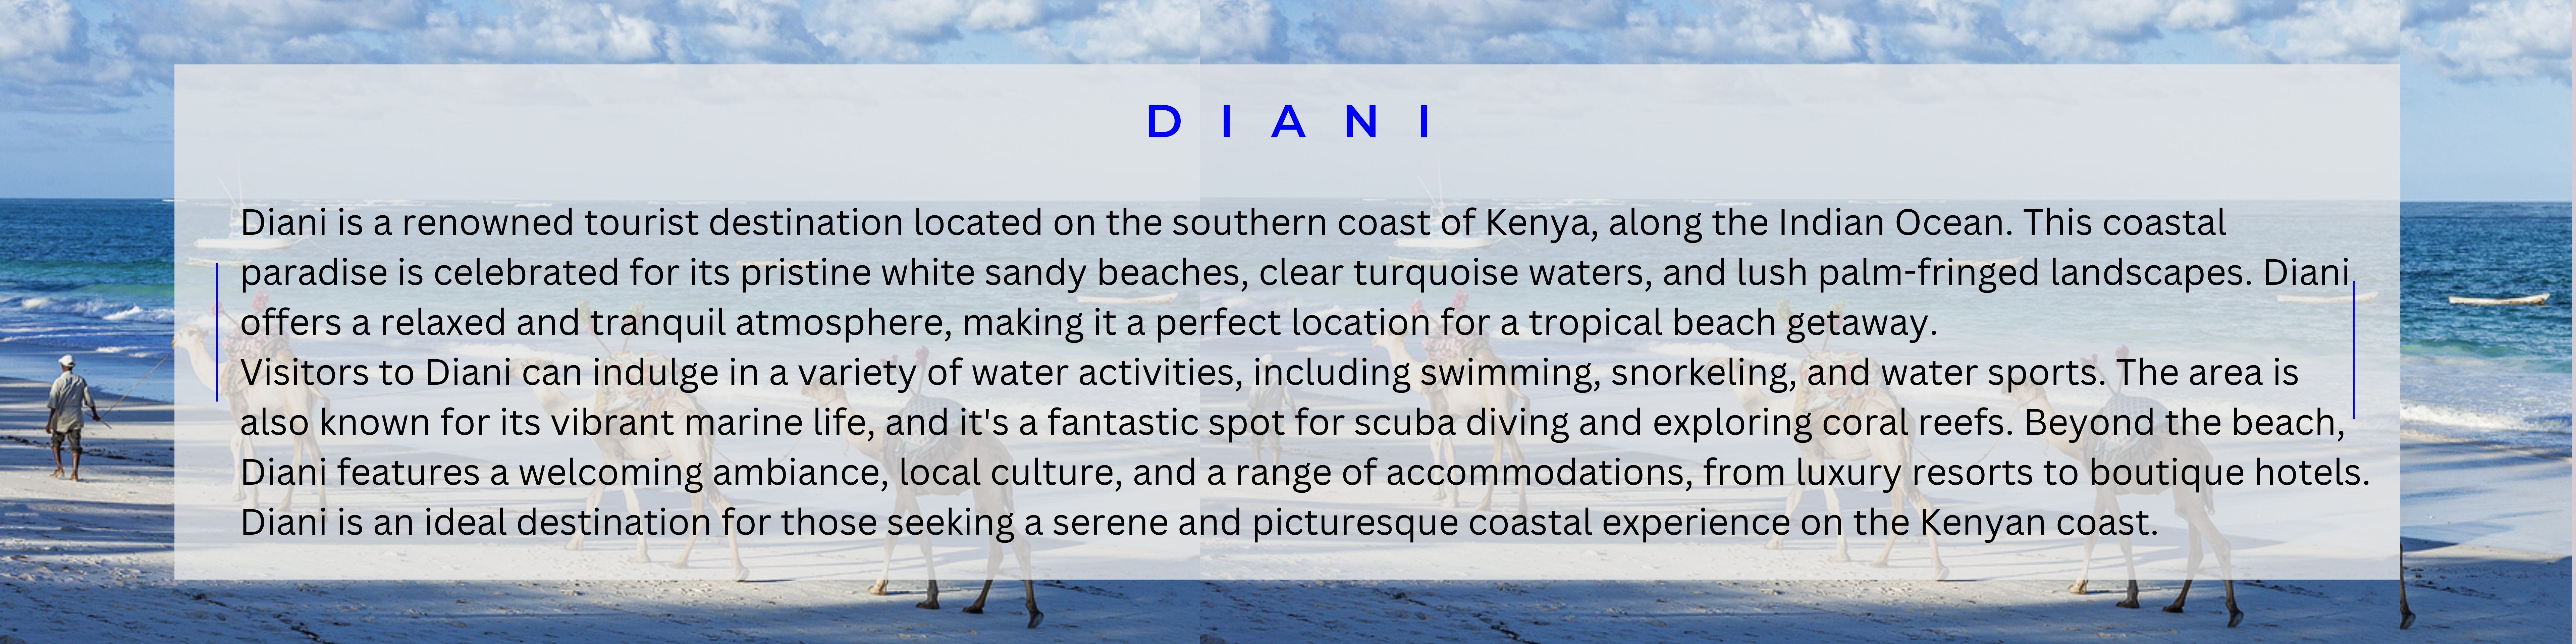 DIANI
Diani is a renowned tourist destination located on the southern coast of Kenya, along the Indian Ocean. This coastal
paradise is celebrated for its pristine white sandy beaches, clear turquoise waters, and lush palm-fringed landscapes. Diani
offers a relaxed and tranquil atmosphere, making it a perfect location for a tropical beach getaway.
Visitors to Diani can indulge in a variety of water activities, including swimming, snorkeling, and water sports. The area is
also known for its vibrant marine life, and it's a fantastic spot for scuba diving and exploring coral reefs. Beyond the beach,
Diani features a welcoming ambiance, local culture, and a range of accommodations, from luxury resorts to boutique hotels.
Diani is an ideal destination for those seeking a serene and picturesque coastal experience on the Kenyan coast.